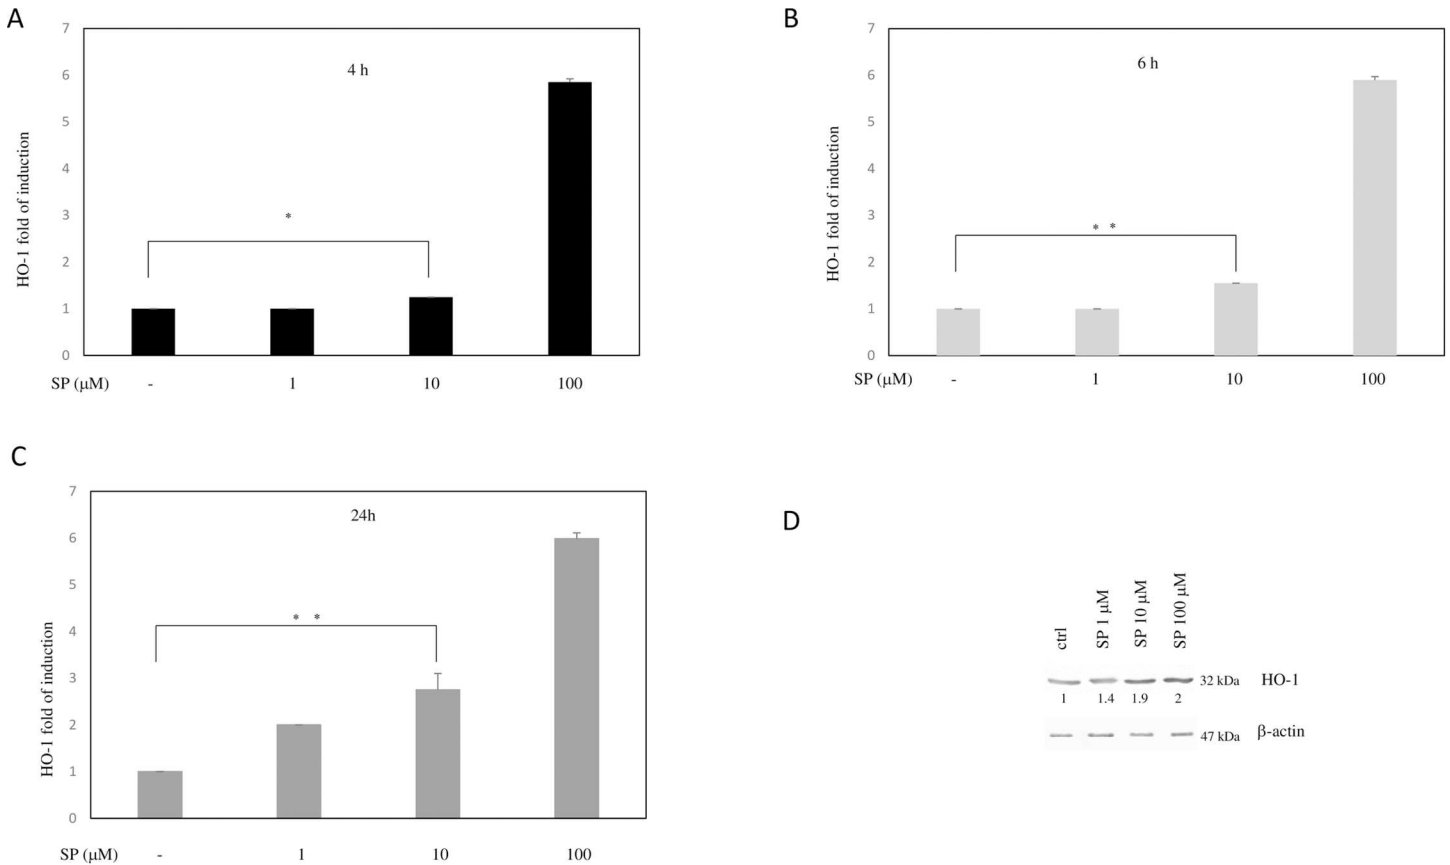 A
7
6
5
4
3
2
1
0
HO-1 fold of induction
4 h
*
SP (μM) - 1 10 100
B
7
6
5
4
3
2
1
0
HO-1 fold of induction
6 h
* *
SP (μM) - 1 10 100
C
7
6
5
4
3
2
1
0
HO-1 fold of induction
24h
* *
SP (μM) - 1 10 100
D
ctrl
SP 1 μM
SP 10 μM
SP 100 μM
32 kDa HO-1
1 1.4 1.9 2
47 kDa β-actin